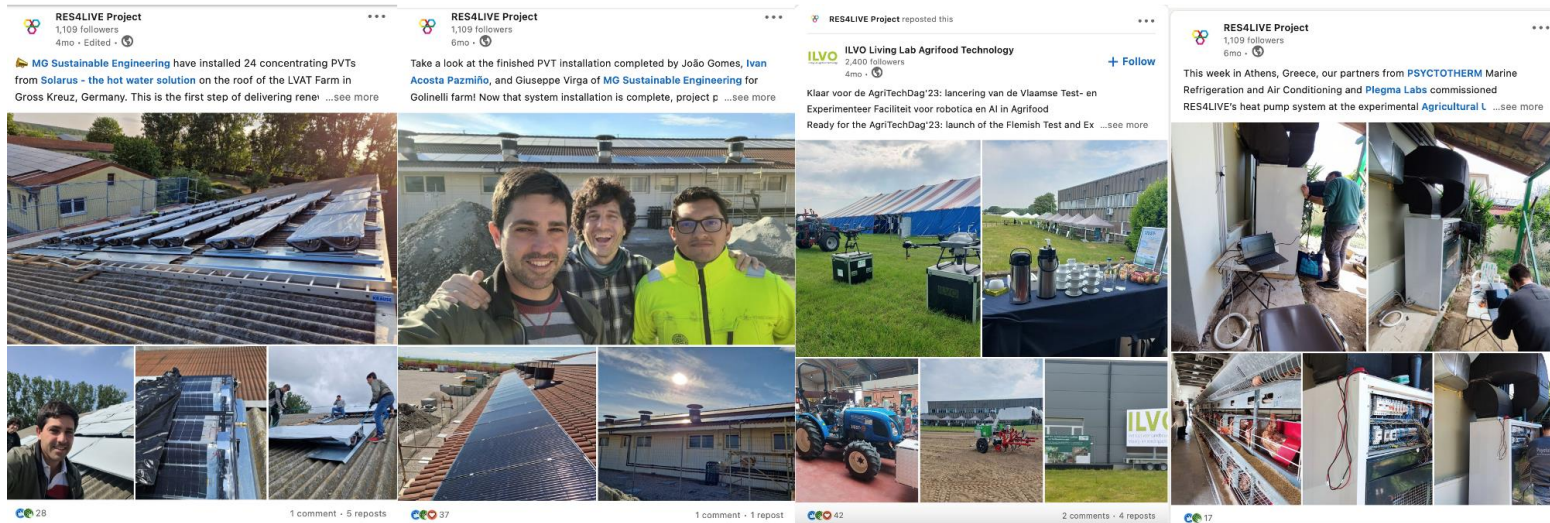 RES4LIVE Project
1,109 followers
4mo • Edited •
MG Sustainable Engineering have installed 24 concentrating PVTs
from Solarus - the hot water solution on the roof of the LVAT Farm in
Gross Kreuz, Germany. This is the first step of delivering ...see more
28
1 comment • 5 reposts
RES4LIVE Project
1,109 followers
6mo •
Take a look at the finished PVT installation completed by João Gomes, Ivan
Acosta Pazmiño, and Giuseppe Virga of MG Sustainable Engineering for
Golinelli farm! Now that system installation is complete, project p ...see more
37
1 comment • 1 repost
RES4LIVE Project reposted this
ILVO
ILVO Living Lab Agrifood Technology
2,400 followers
4mo •
+ Follow
Klaar voor de AgriTechDag'23: lancering van de Vlaamse Test- en
Experimenteer Faciliteit voor robotica en AI in Agrifood
Ready for the AgriTechDag'23: launch of the Flemish Test and Ex ...see more
ILVO
42
2 comments • 4 reposts
RES4LIVE Project
1,109 followers
6mo •
This week in Athens, Greece, our partners from PSYCTOTHERM Marine
Refrigeration and Air Conditioning and Plegma Labs commissioned
RES4LIVE's heat pump system at the experimental Agricultural U ...see more
17